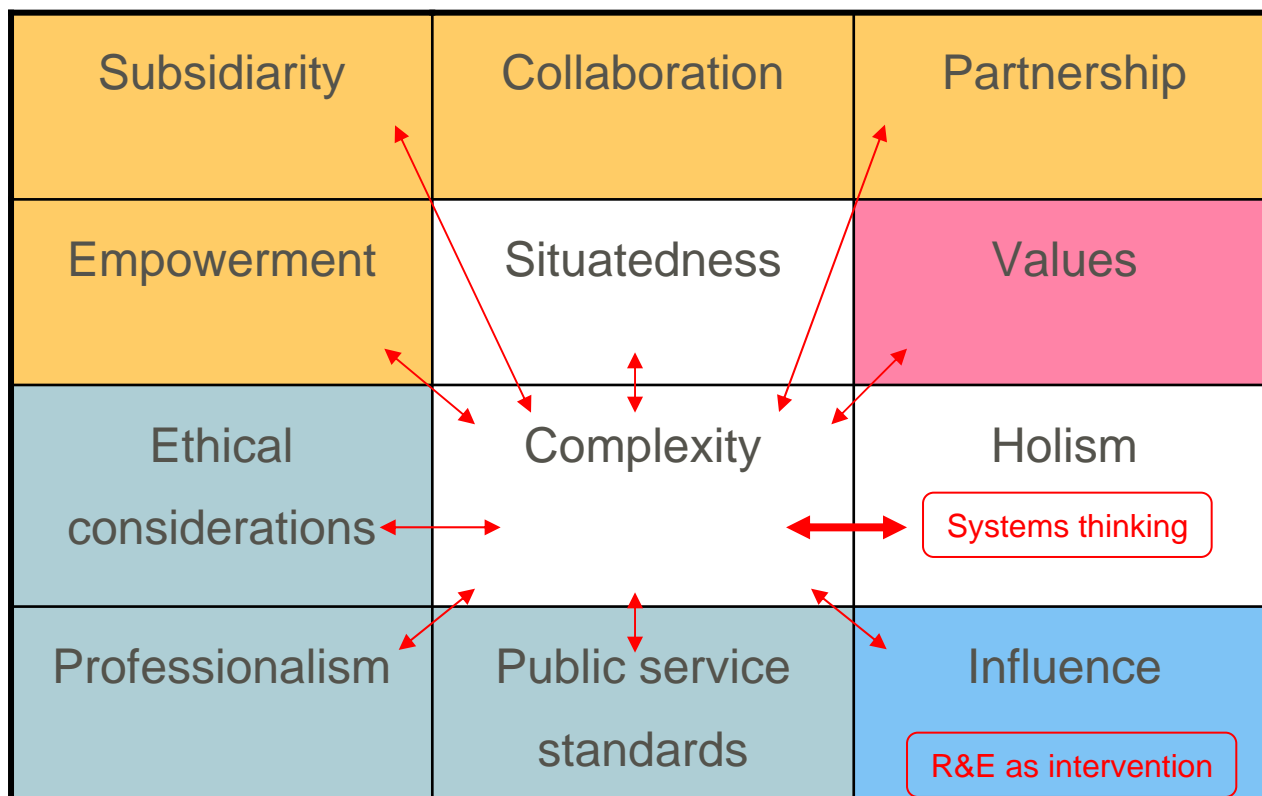 Subsidiarity
Collaboration
Partnership
Empowerment
Situatedness
Values
Ethical
considerations
Complexity
Holism
Systems thinking
Professionalism
Public service
standards
Influence
R&E as intervention